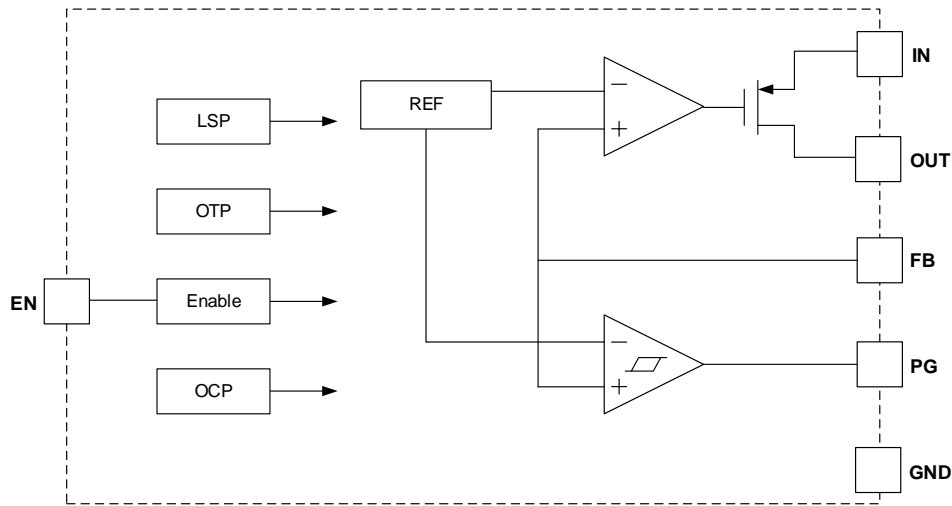 IN
REF
LSP
OUT
OTP
FB
EN
Enable
PG
OCP
GND